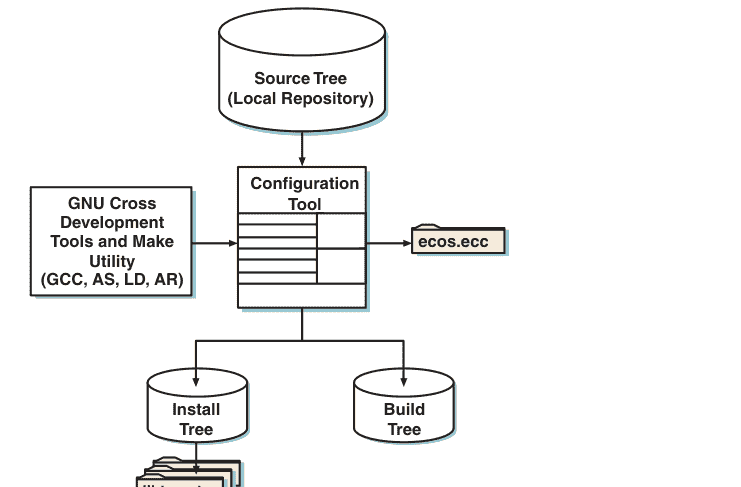 Source Tree
(Local Repository)
Configuration
Tool
GNU Cross
Development
Tools and Make
Utility
(GCC, AS, LD, AR)
ecos.ecc
Install
Tree
Build
Tree